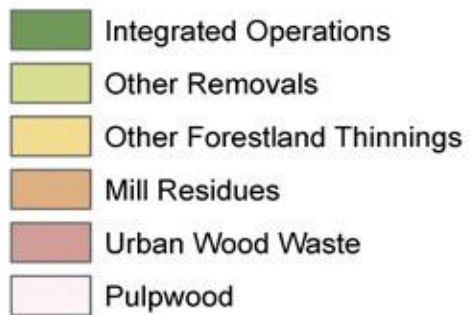 Integrated Operations
Other Removals
Other Forestland Thinnings
Mill Residues
Urban Wood Waste
Pulpwood